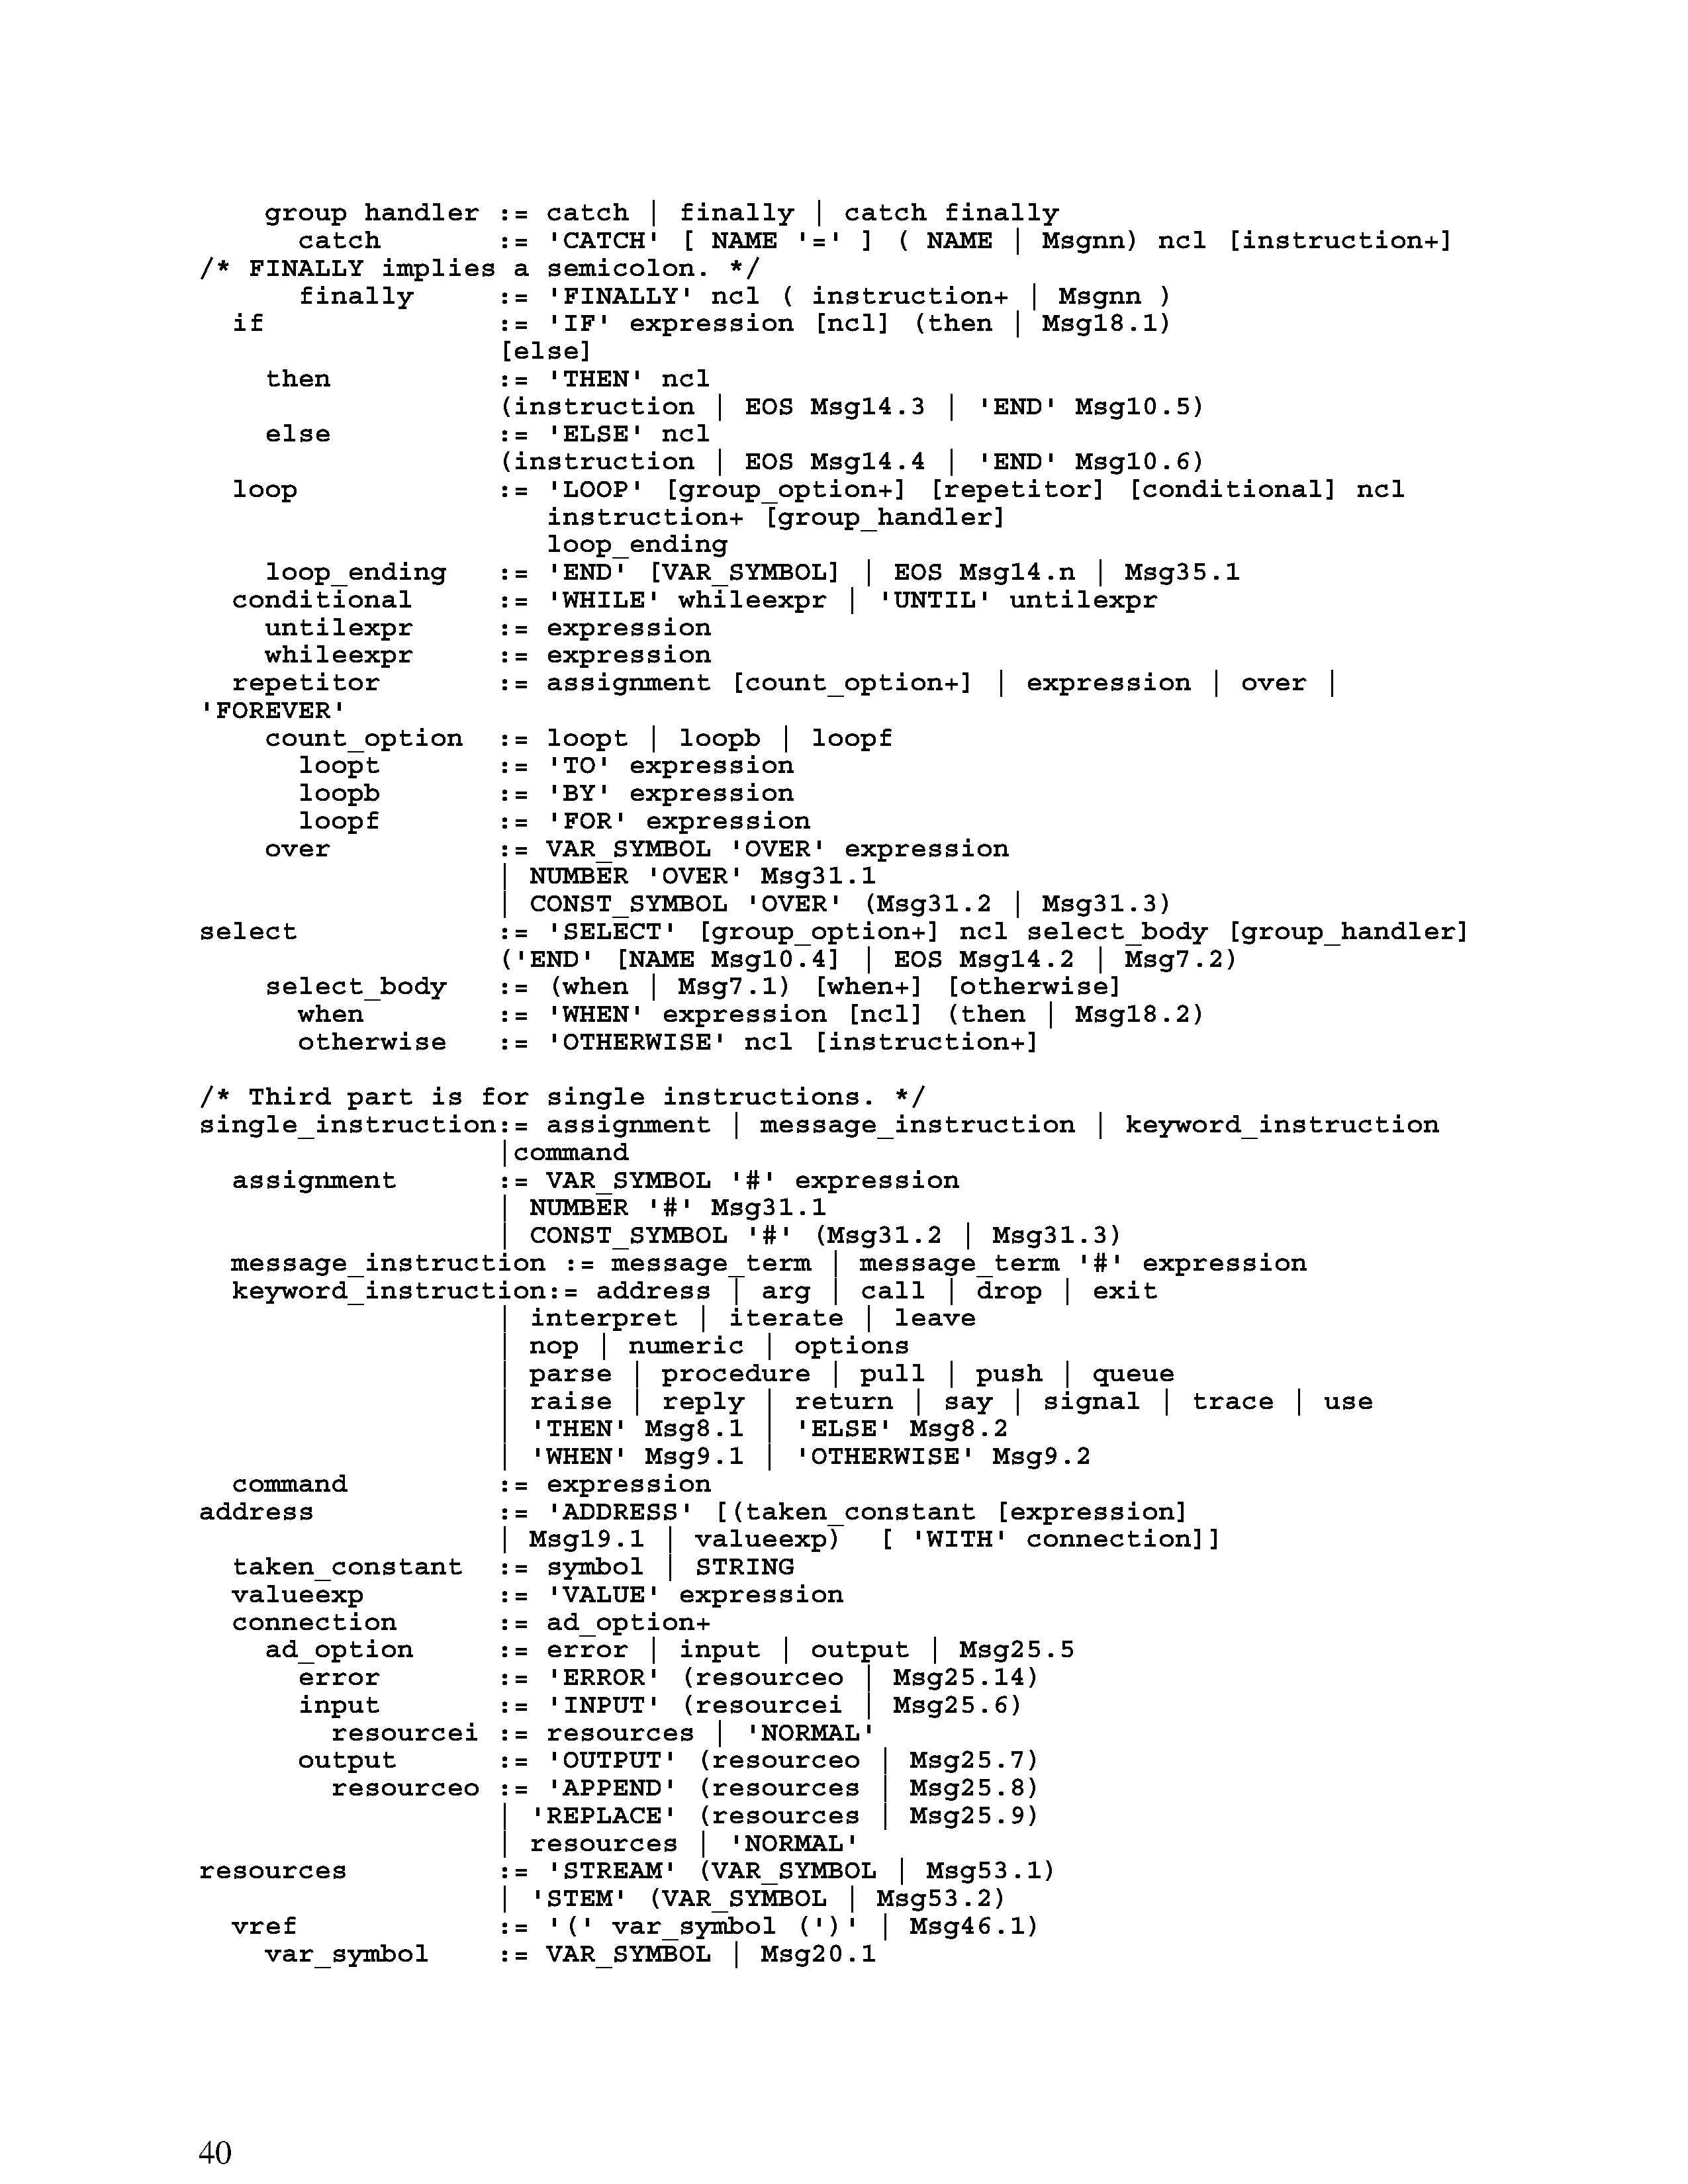 group handler := catch | finally | catch finally
      catch       := 'CATCH' [ NAME '=' ] ( NAME | Msgnn) ncl [instruction+]
/* FINALLY implies a semicolon. */
      finally     := 'FINALLY' ncl ( instruction+ | Msgnn )
  if              := 'IF' expression [ncl] (then | Msg18.1)
                  [else]
    then          := 'THEN' ncl
                  (instruction | EOS Msg14.3 | 'END' Msg10.5)
    else          := 'ELSE' ncl
                  (instruction | EOS Msg14.4 | 'END' Msg10.6)
  loop            := 'LOOP' [group_option+] [repetitor] [conditional] ncl
                     instruction+ [group_handler]
                     loop_ending
    loop_ending   := 'END' [VAR_SYMBOL] | EOS Msg14.n | Msg35.1
  conditional     := 'WHILE' whileexpr | 'UNTIL' untilexpr
    untilexpr     := expression
    whileexpr     := expression
  repetitor       := assignment [count_option+] | expression | over |
'FOREVER'
    count_option  := loopt | loopb | loopf
      loopt       := 'TO' expression
      loopb       := 'BY' expression
      loopf       := 'FOR' expression
    over          := VAR_SYMBOL 'OVER' expression
                  | NUMBER 'OVER' Msg31.1
                  | CONST_SYMBOL 'OVER' (Msg31.2 | Msg31.3)
select            := 'SELECT' [group_option+] ncl select_body [group_handler]
                  ('END' [NAME Msg10.4] | EOS Msg14.2 | Msg7.2)
    select_body   := (when | Msg7.1) [when+] [otherwise]
      when        := 'WHEN' expression [ncl] (then | Msg18.2)
      otherwise   := 'OTHERWISE' ncl [instruction+]

/* Third part is for single instructions. */
single_instruction:= assignment | message_instruction | keyword_instruction
                  |command
  assignment      := VAR_SYMBOL '#' expression
                  | NUMBER '#' Msg31.1
                  | CONST_SYMBOL '#' (Msg31.2 | Msg31.3)
  message_instruction := message_term | message_term '#' expression
  keyword_instruction:= address | arg | call | drop | exit
                  | interpret | iterate | leave
                  | nop | numeric | options
                  | parse | procedure | pull | push | queue
                  | raise | reply | return | say | signal | trace | use
                  | 'THEN' Msg8.1 | 'ELSE' Msg8.2
                  | 'WHEN' Msg9.1 | 'OTHERWISE' Msg9.2
  command         := expression
address           := 'ADDRESS' [(taken_constant [expression]
                  | Msg19.1 | valueexp)  [ 'WITH' connection]]
  taken_constant  := symbol | STRING
  valueexp        := 'VALUE' expression
  connection      := ad_option+
    ad_option     := error | input | output | Msg25.5
      error       := 'ERROR' (resourceo | Msg25.14)
      input       := 'INPUT' (resourcei | Msg25.6)
        resourcei := resources | 'NORMAL'
      output      := 'OUTPUT' (resourceo | Msg25.7)
        resourceo := 'APPEND' (resources | Msg25.8)
                  | 'REPLACE' (resources | Msg25.9)
                  | resources | 'NORMAL'
resources         := 'STREAM' (VAR_SYMBOL | Msg53.1)
                  | 'STEM' (VAR_SYMBOL | Msg53.2)
  vref            := '(' var_symbol (')' | Msg46.1)
    var_symbol    := VAR_SYMBOL | Msg20.1
40